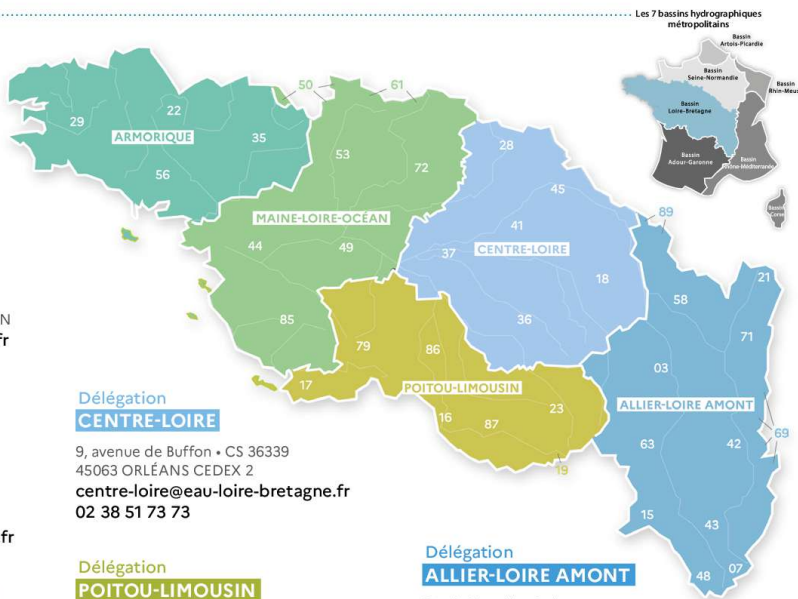 Les 7 bassins hydrographiques
métropolitains
Bassin
Artois-Picardie
Bassin
Seine-Normandie
Bassin
Rhin-Meus
Bassin
Loire-Bretagne
Bassin
Adour-Garonne
Bassin
Bassin
Corse
50
61
29
22
35
ARMORIQUE
56
53
72
28
45
89
MAINE-LOIRE-OCÉAN
41
44
49
37
CENTRE-LOIRE
18
21
58
85
36
71
79
86
03
17
POITOU-LIMOUSIN
ALLIER-LOIRE AMONT
16
87
23
69
63
42
19
15
43
48
07
N
fr
Délégation
CENTRE-LOIRE
9, avenue de Buffon • CS 36339
45063 ORLÉANS CEDEX 2
centre-loire@eau-loire-bretagne.fr
02 38 51 73 73
.fr
Délégation
POITOU-LIMOUSIN
Délégation
ALLIER-LOIRE AMONT